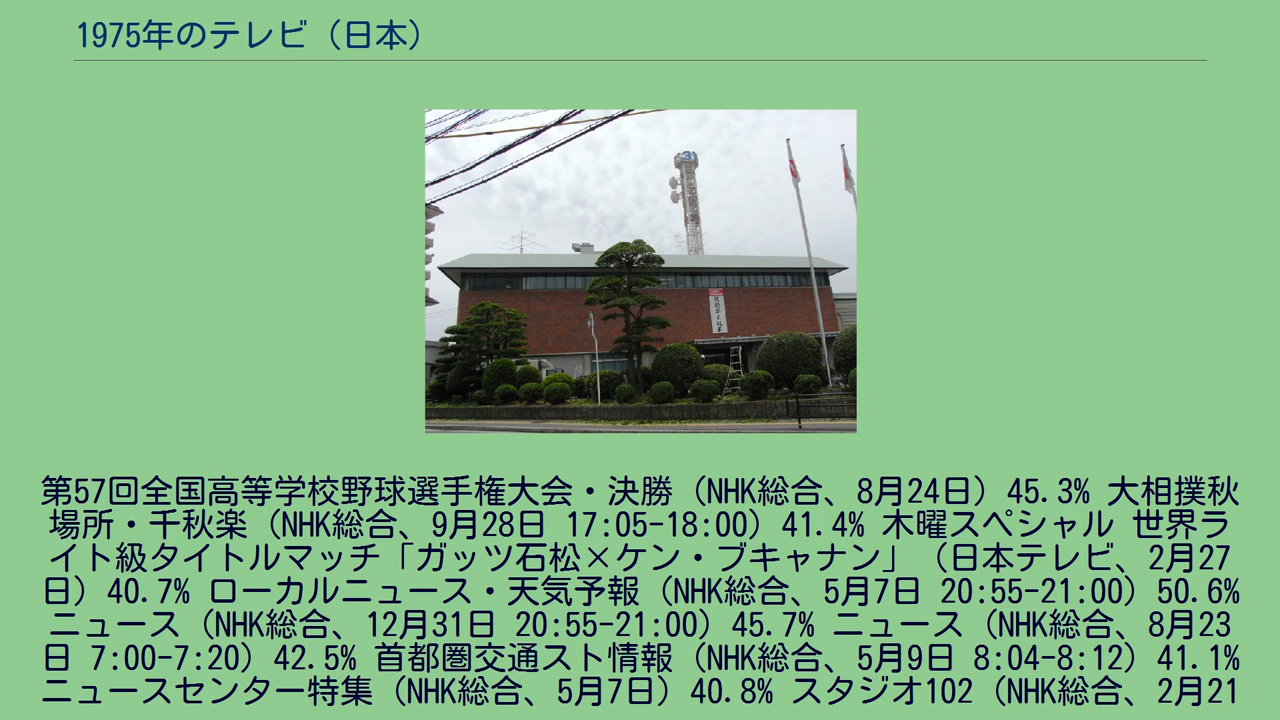 1975年のテレビ（日本）
第57回全国高等学校野球選手権大会・決勝（NHK総合、8月24日）45.3% 大相撲秋
場所・千秋楽（NHK総合、9月28日 17:05-18:00）41.4% 木曜スペシャル 世界ラ
イト級タイトルマッチ「ガッツ石松×ケン・ブキャナン」（日本テレビ、2月27
日）40.7% ローカルニュース・天気予報（NHK総合、5月7日 20:55-21:00）50.6%
ニュース（NHK総合、12月31日 20:55-21:00）45.7% ニュース（NHK総合、8月23
日 7:00-7:20）42.5% 首都圏交通スト情報（NHK総合、5月9日 8:04-8:12）41.1%
ニュースセンター特集（NHK総合、5月7日）40.8% スタジオ102（NHK総合、2月21